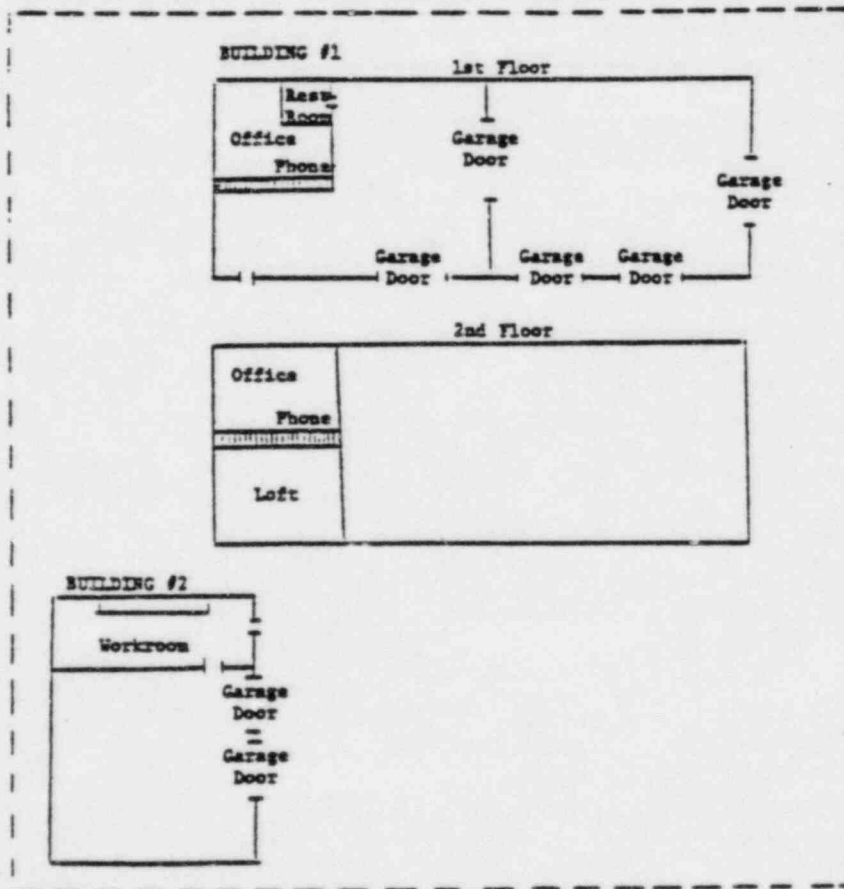 BUILDING #1
1st Floor
Rest
Room
Office
Phone
Garage
Door
Garage
Door
Garage
Door
Garage
Door
Garage
Door
2nd Floor
Office
Phone
Loft
BUILDING #2
Workroom
Garage
Door
Garage
Door